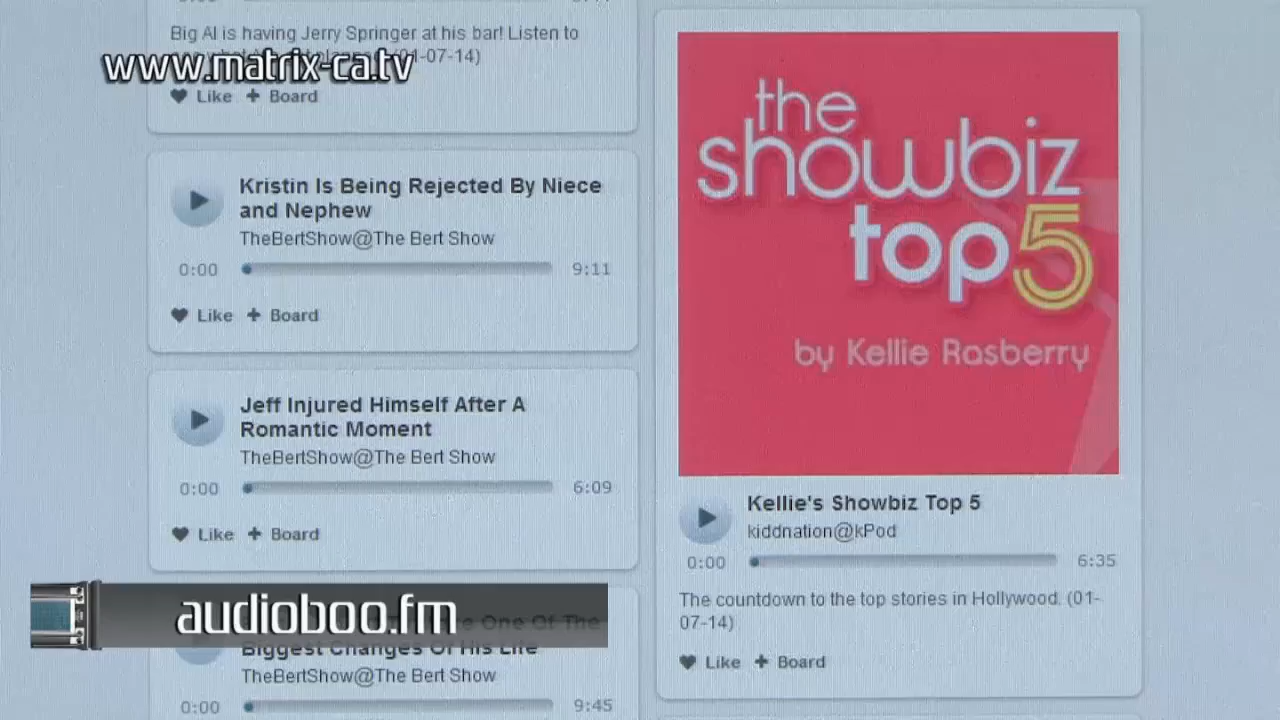 Big Al is having Jerry Springer at his bar! Listen to
1-07-14)
www.matrix-ca.tv
Like + Board
Kristin Is Being Rejected By Niece
and Nephew
TheBertShow@The Bert Show
0:00 9:11
Like + Board
Jeff Injured Himself After A
Romantic Moment
TheBertShow@The Bert Show
0:00 6:09
Like + Board
audioboo.fm
One Of The
Biggest Changes Of His Life
TheBertShow@The Bert Show
0:00 9:45
the
showbiz
top5
by Kellie Rasberry
Kellie's Showbiz Top 5
kiddnation@kPod
0:00 6:35
The countdown to the top stories in Hollywood. (01-
07-14)
Like + Board